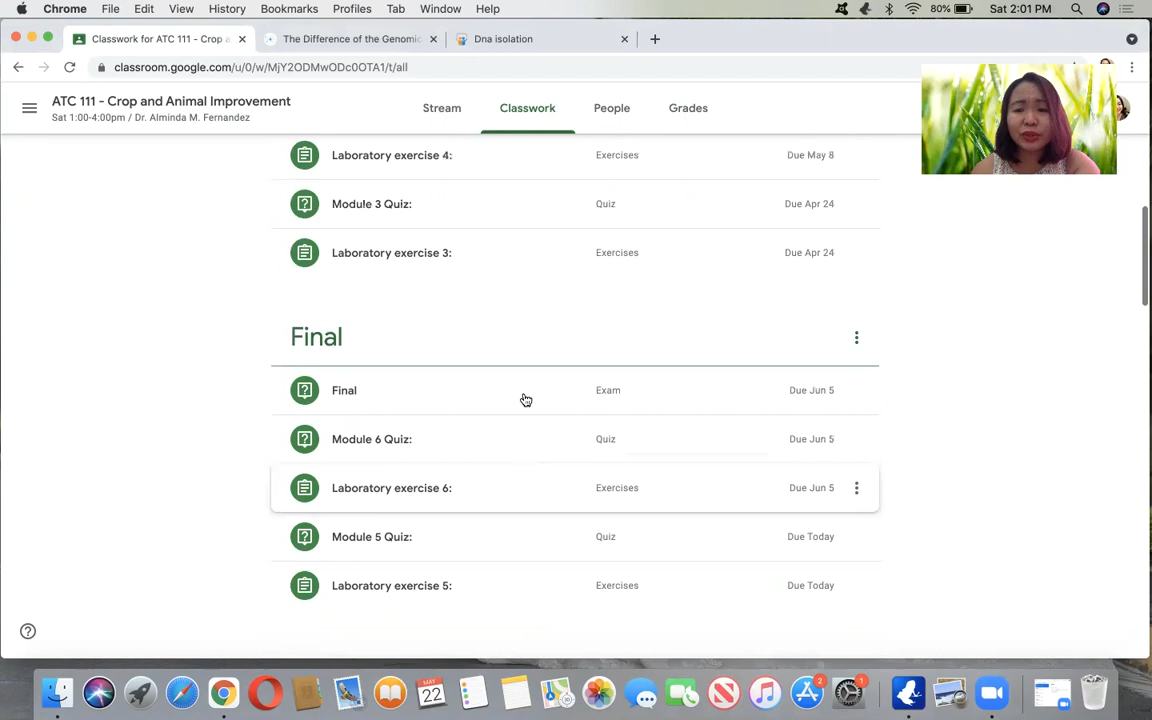 Chrome File Edit View History Bookmarks Profiles Tab Window Help 80% Sat 2:01 PM
Classwork for ATC 111 - Crop a The Difference of the Genomic Dna isolation
classroom.google.com/u/0/w/MjY2ODMwODc0OTA1/t/all
ATC 111 - Crop and Animal Improvement
Sat 1:00-4:00pm / Dr. Alminda M. Fernandez
Stream Classwork People Grades
Laboratory exercise 4: Exercises Due May 8
Module 3 Quiz: Quiz Due Apr 24
Laboratory exercise 3: Exercises Due Apr 24
Final
Final Exam Due Jun 5
Module 6 Quiz: Quiz Due Jun 5
Laboratory exercise 6: Exercises Due Jun 5
Module 5 Quiz: Quiz Due Today
Laboratory exercise 5: Exercises Due Today
MAY
22
2
1